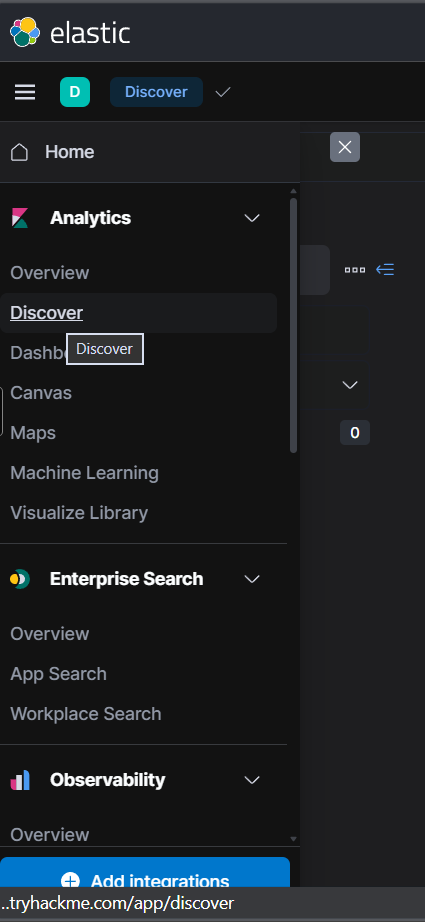 elastic
D Discover
Home
Analytics
Overview
Discover
Discover
Canvas
0
Maps
Machine Learning
Visualize Library
Enterprise Search
Overview
App Search
Workplace Search
Observability
Overview
Add integrations
..tryhackme.com/app/discover